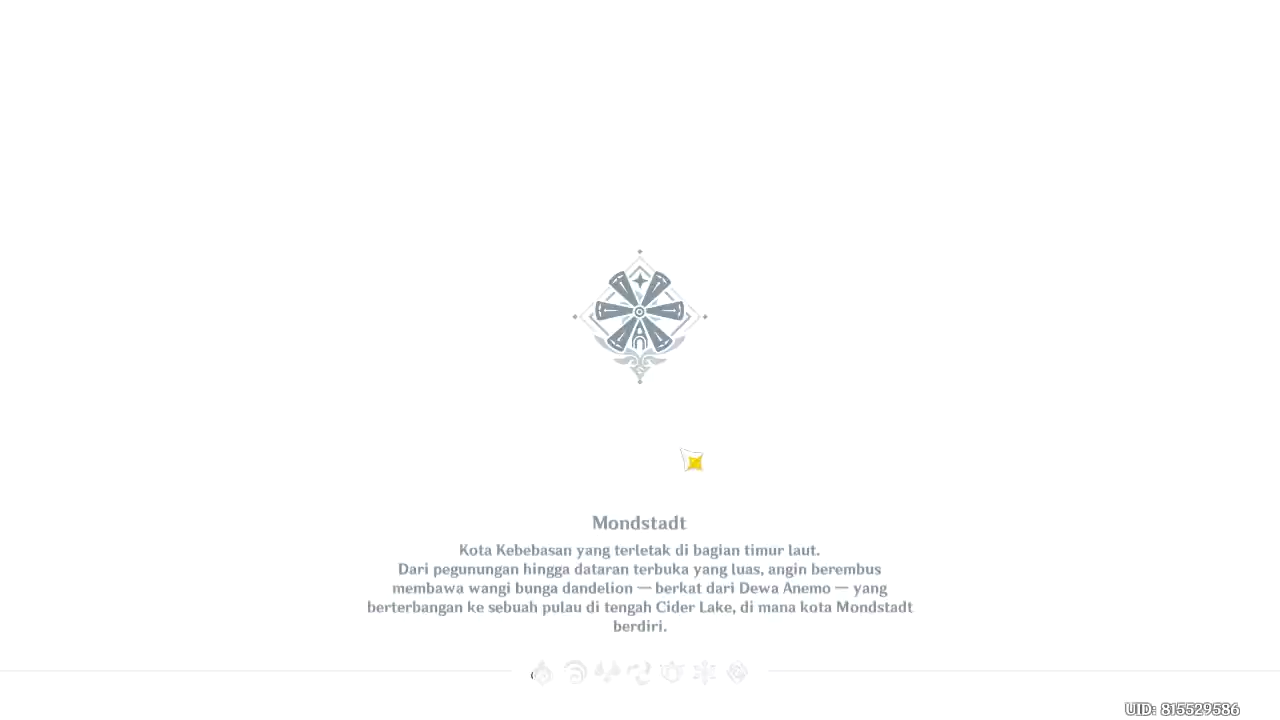 Mondstadt
Kota Kebebasan yang terletak di bagian timur laut.
Dari pegunungan hingga dataran terbuka yang luas, angin berembus
membawa wangi bunga dandelion — berkat dari Dewa Anemo — yang
berterbangan ke sebuah pulau di tengah Cider Lake, di mana kota Mondstadt
berdiri.
UID: 815529586